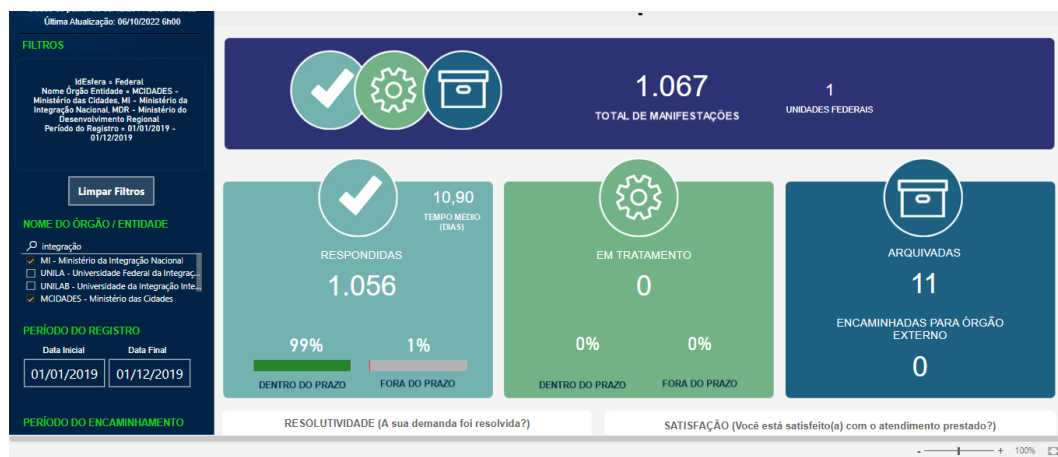 Última Atualização: 06/10/2022 6h00
FILTROS
IdEsfera = Federal
Nome Órgão Entidade = MCIDADES -
Ministério das Cidades, MI - Ministério da
Integração Nacional, MDR - Ministério do
Desenvolvimento Regional
Período do Registro = 01/01/2019 -
01/12/2019
Limpar Filtros
NOME DO ÓRGÃO / ENTIDADE
integração
MI - Ministério da Integração Nacional
UNILA - Universidade Federal da Integraç...
UNILAB - Universidade da Integração Inte...
MCIDADES - Ministério das Cidades
PERÍODO DO REGISTRO
Data Inicial Data Final
01/01/2019 01/12/2019
PERÍODO DO ENCAMINHAMENTO
1.067
TOTAL DE MANIFESTAÇÕES
1
UNIDADES FEDERAIS
10,90
TEMPO MÉDIO
(DIAS)
RESPONDIDAS
1.056
99% 1%
DENTRO DO PRAZO FORA DO PRAZO
EM TRATAMENTO
0
0% 0%
DENTRO DO PRAZO FORA DO PRAZO
ARQUIVADAS
11
ENCAMINHADAS PARA ÓRGÃO
EXTERNO
0
RESOLUTIVIDADE (A sua demanda foi resolvida?)
SATISFAÇÃO (Você está satisfeito(a) com o atendimento prestado?)
- + 100%